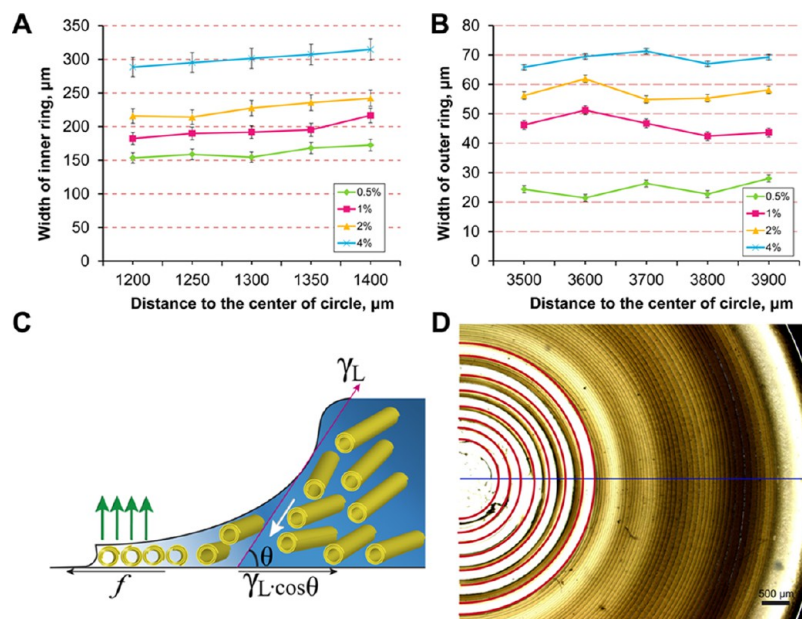 A
Width of inner ring, μm
350
300
250
200
150
100
50
0
0.5%
1%
2%
4%
1200 1250 1300 1350 1400
Distance to the center of circle, μm
B
Width of outer ring, μm
80
70
60
50
40
30
20
10
0
0.5%
1%
2%
4%
3500 3600 3700 3800 3900
Distance to the center of circle, μm
C
γL
θ
f
γL·cosθ
D
500 μm